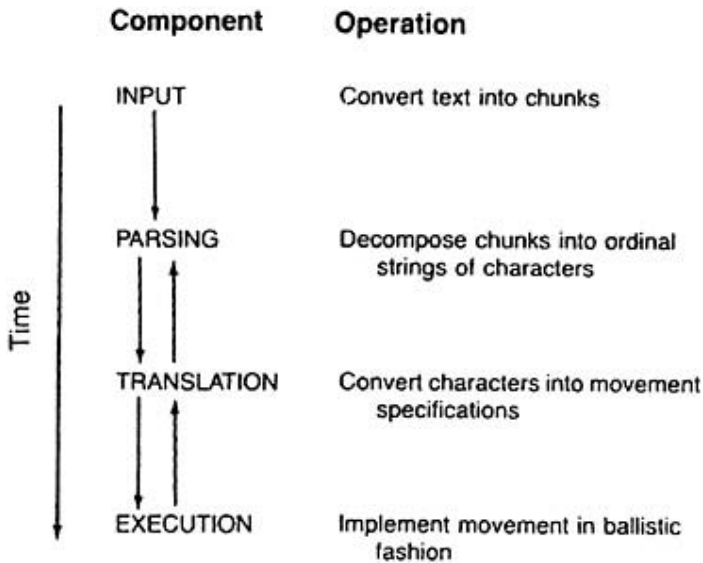 Component Operation
INPUT Convert text into chunks
PARSING Decompose chunks into ordinal
strings of characters
Time
TRANSLATION Convert characters into movement
specifications
EXECUTION Implement movement in ballistic
fashion